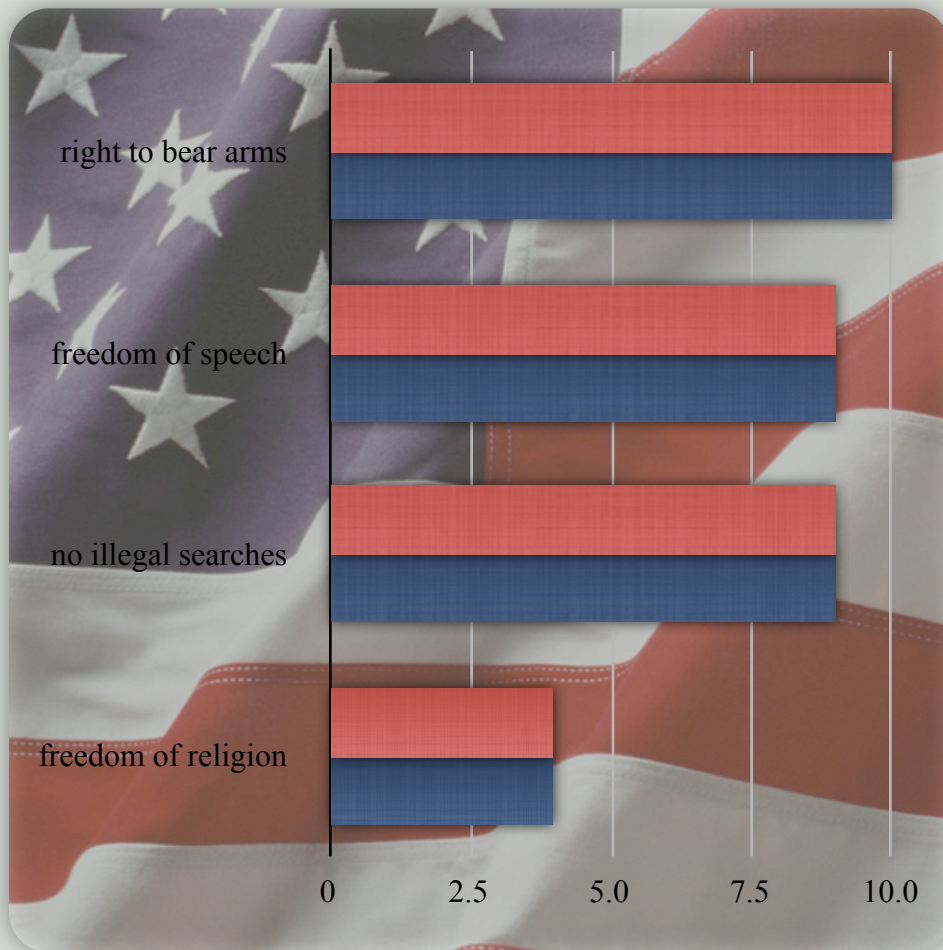 right to bear arms
freedom of speech
no illegal searches
freedom of religion
0 2.5 5.0 7.5 10.0